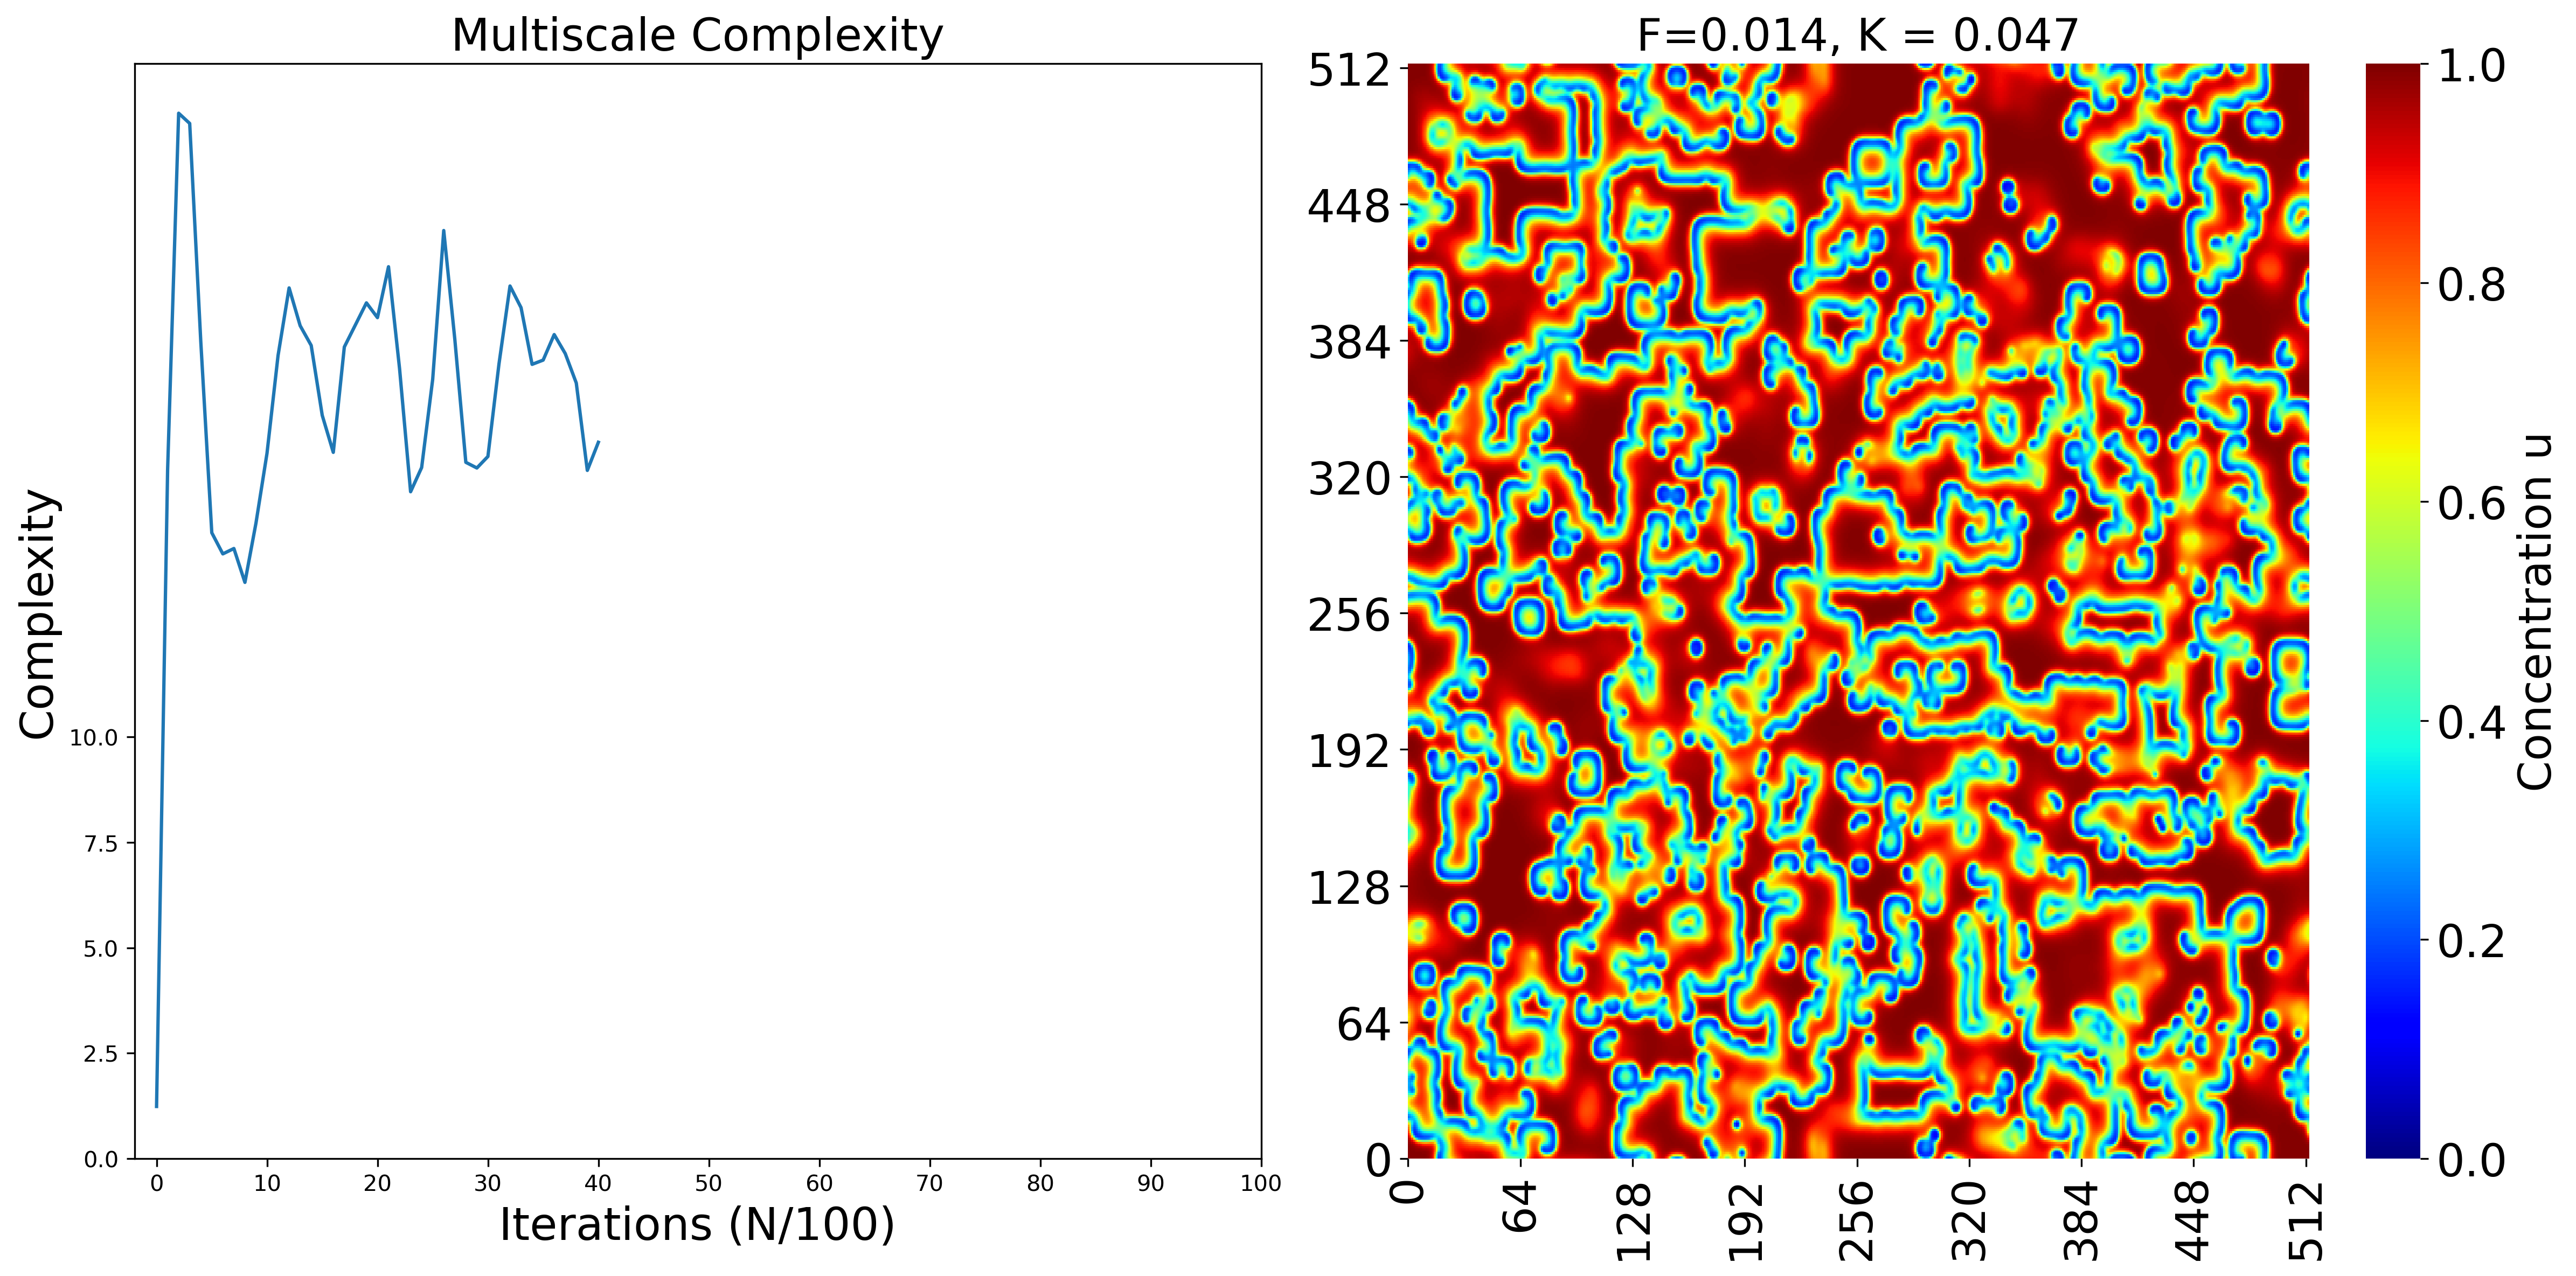 Multiscale Complexity
Complexity
10.0
7.5
5.0
2.5
0.0
0 10 20 30 40 50 60 70 80 90 100
Iterations (N/100)
F=0.014, K = 0.047
512
448
384
320
256
192
128
64
0
0 64 128 192 256 320 384 448 512
1.0
0.8
0.6
0.4
0.2
0.0
Concentration u